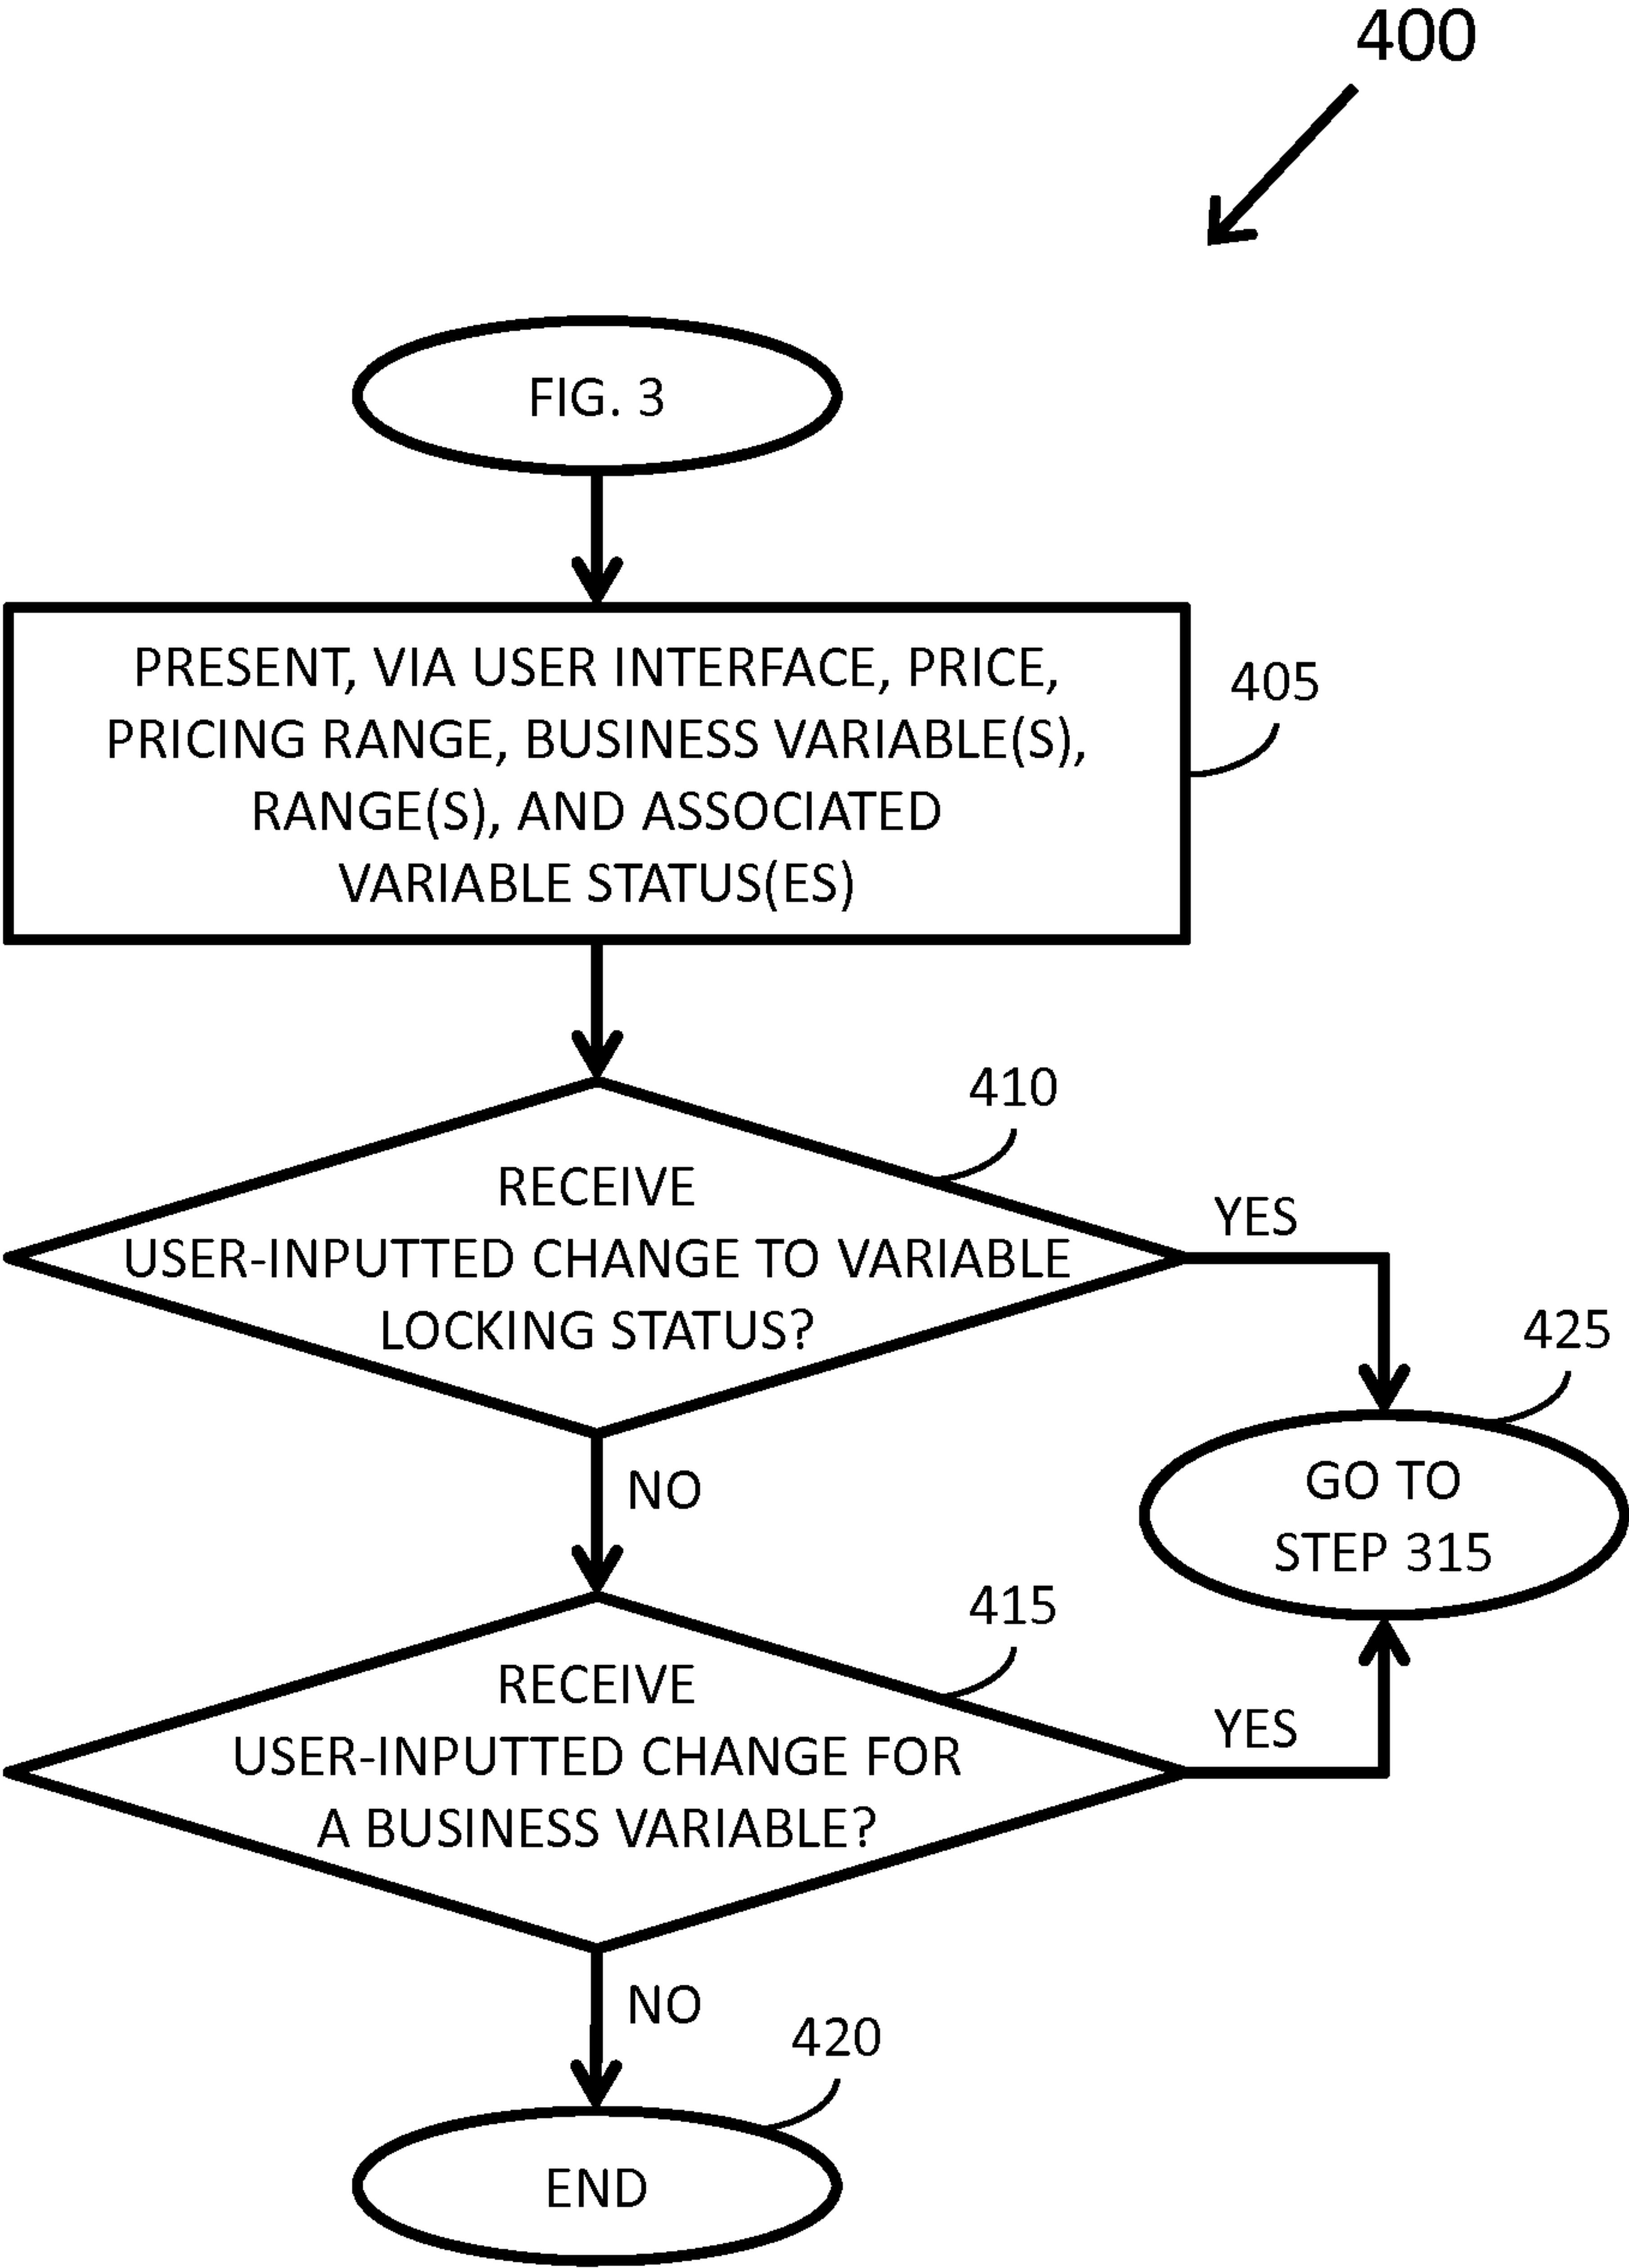 400
FIG. 3
PRESENT, VIA USER INTERFACE, PRICE,
PRICING RANGE, BUSINESS VARIABLE(S),
RANGE(S), AND ASSOCIATED
VARIABLE STATUS(ES)
405
410
RECEIVE
USER-INPUTTED CHANGE TO VARIABLE
LOCKING STATUS?
YES
425
GO TO
STEP 315
NO
415
RECEIVE
USER-INPUTTED CHANGE FOR
A BUSINESS VARIABLE?
YES
NO
420
END